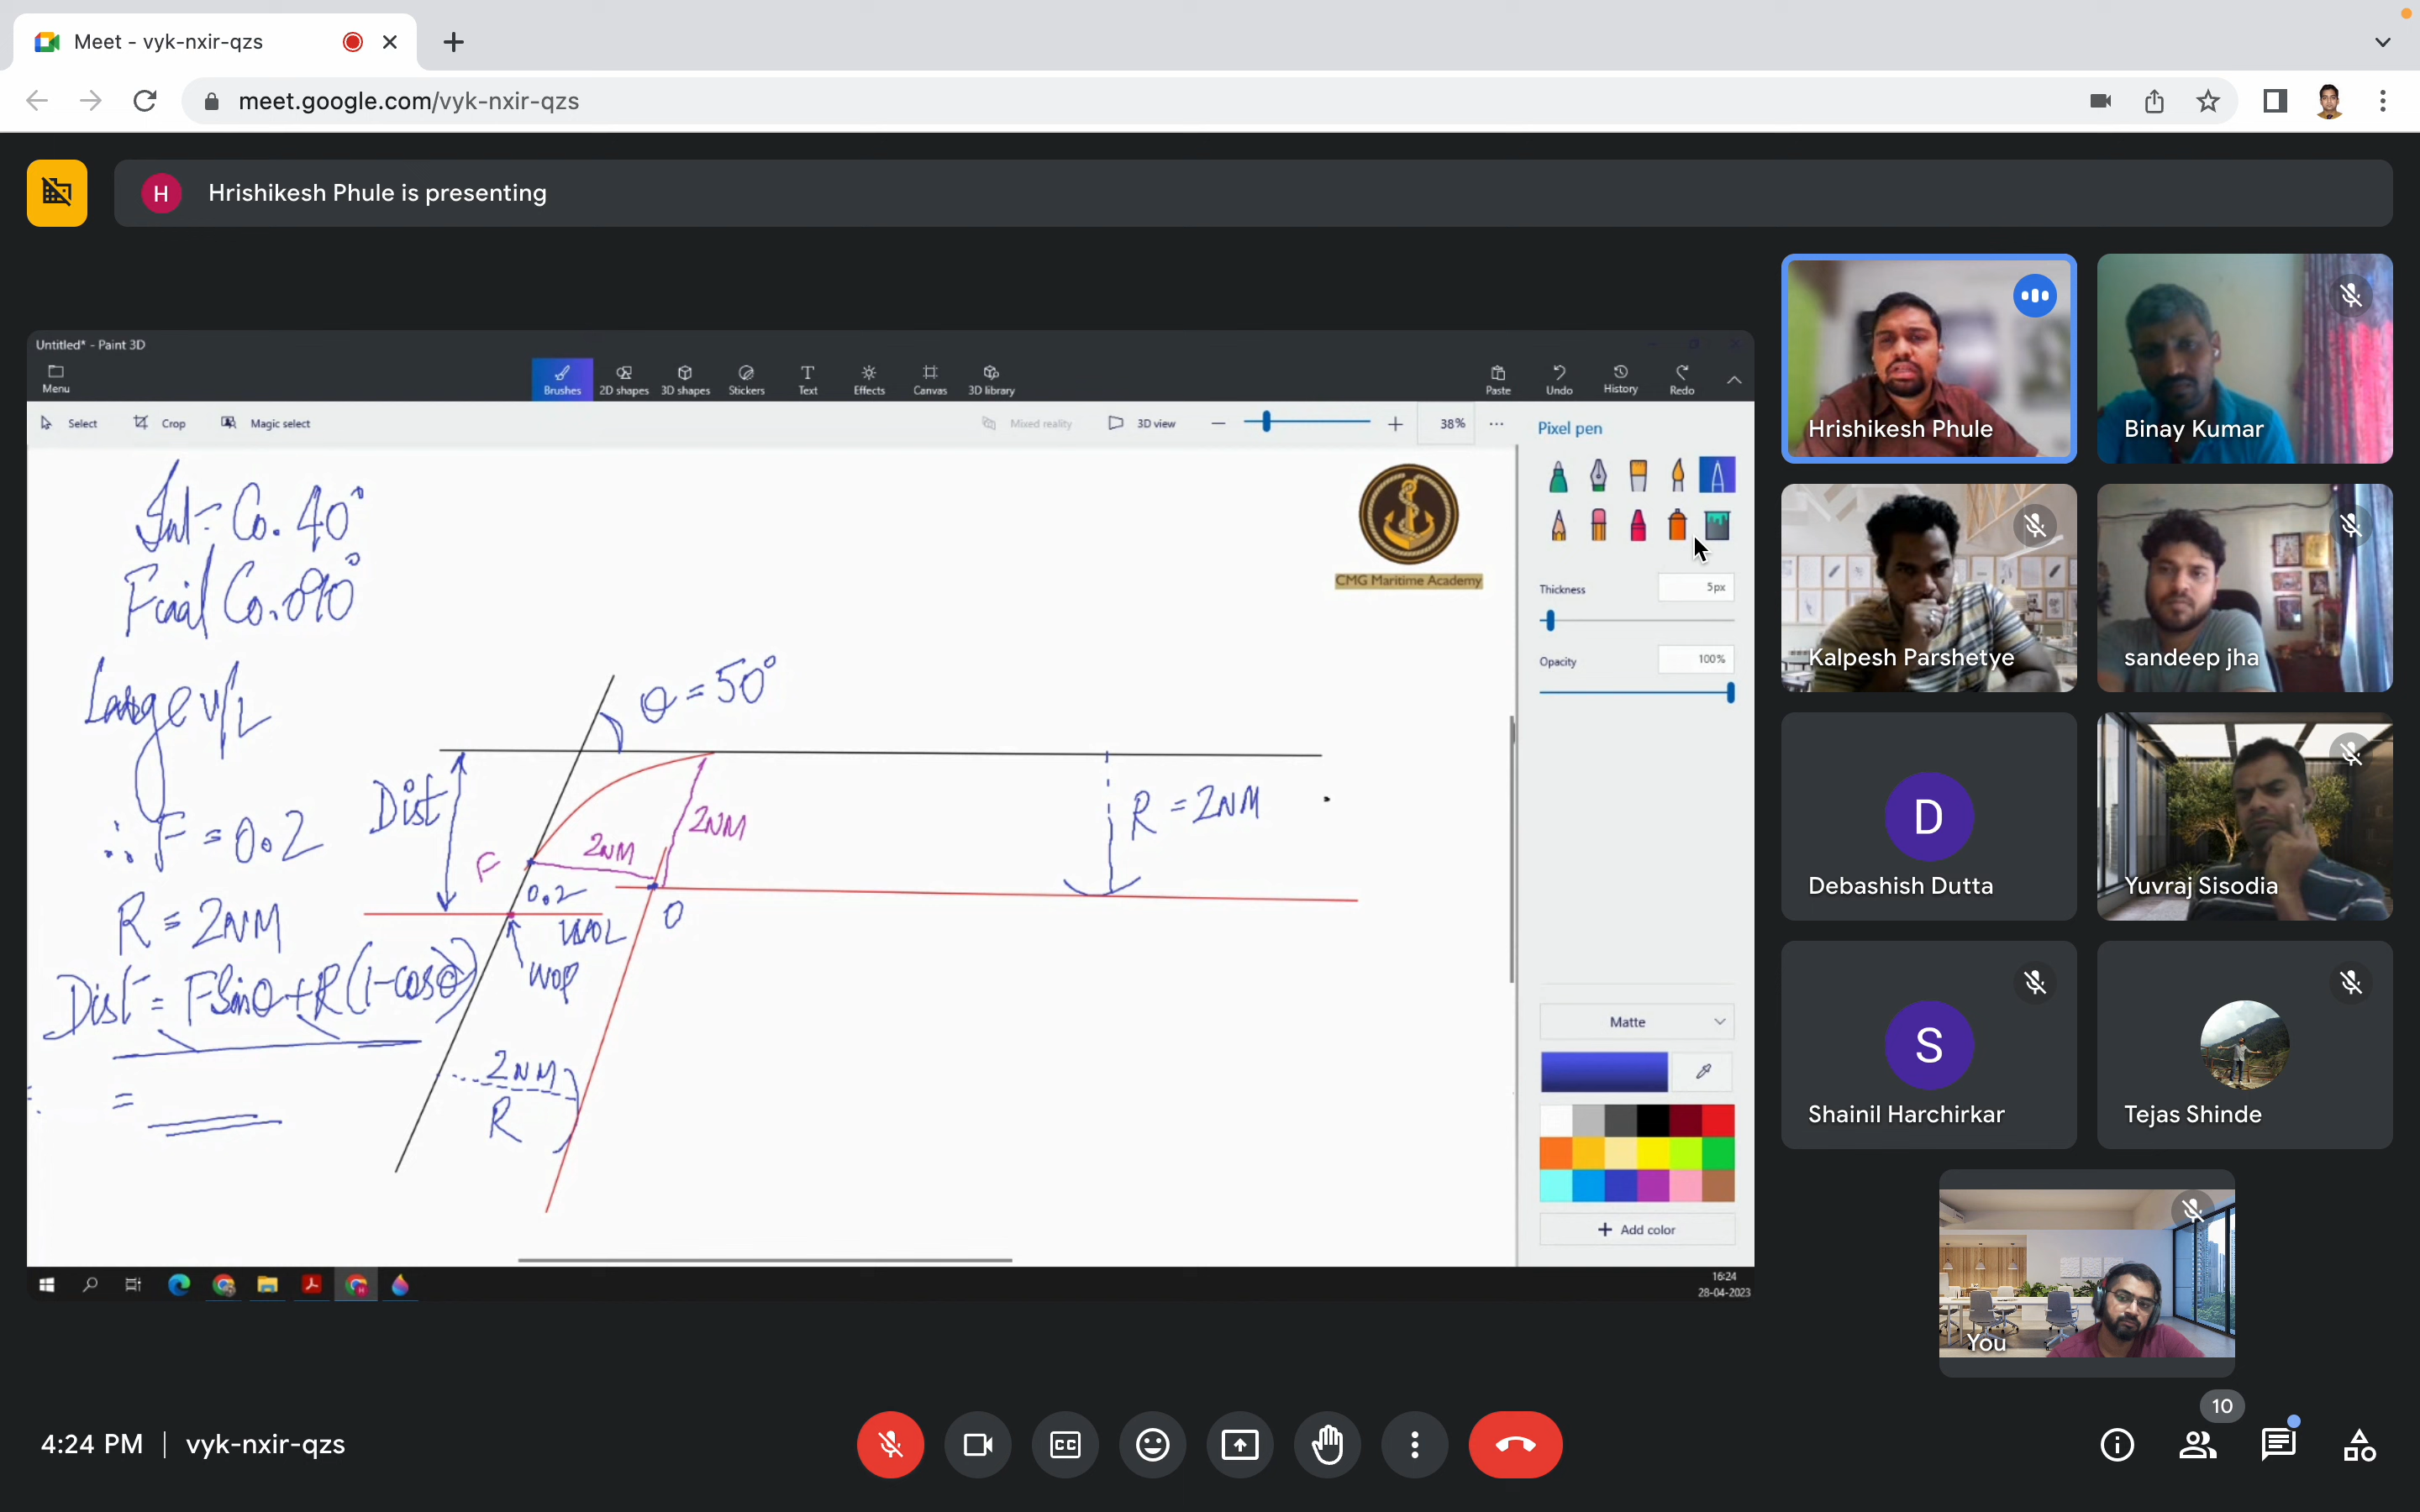 Meet - vyk-nxir-qzs
meet.google.com/vyk-nxir-qzs
H
Hrishikesh Phule is presenting
Untitled* - Paint 3D
Menu
Brushes
2D shapes
3D shapes
Stickers
Text
Effects
Canvas
3D library
Paste
Undo
History
Redo
Select
Crop
Magic select
Mixed reality
3D view
38%
Pixel pen
Thickness
5px
Opacity
100%
Matte
Add color
CMG Maritime Academy
Co. 40°
Co. 090°
Large v/L
∴ F = 0.2
R = 2NM
Dist = F Sinθ + R(1-cosθ)
=
θ = 50°
Dist
2NM
2NM
R = 2NM
F
0.2
WOL
O
WOP
2NM
R
16:24
28-04-2023
Hrishikesh Phule
Binay Kumar
Kalpesh Parshetye
sandeep jha
D
Debashish Dutta
Yuvraj Sisodia
S
Shainil Harchirkar
Tejas Shinde
You
4:24 PM | vyk-nxir-qzs
CC
10